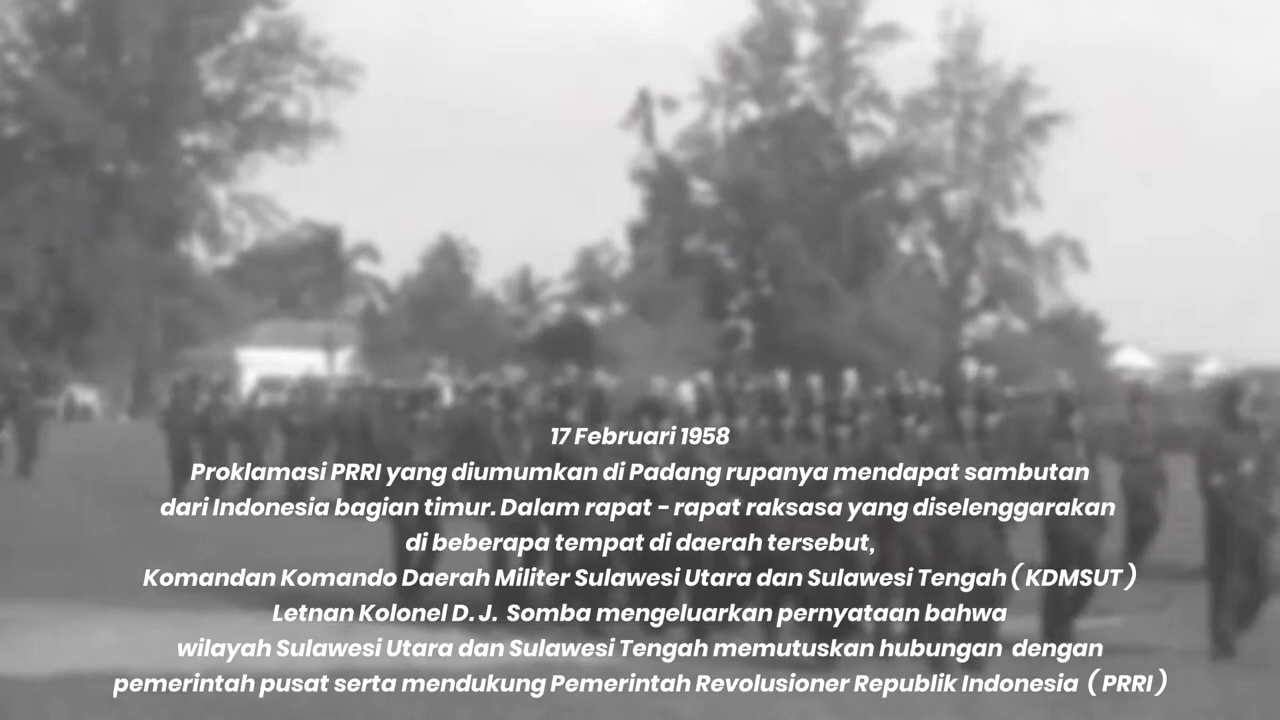 17 Februari 1958
Proklamasi PRRI yang diumumkan di Padang rupanya mendapat sambutan
dari Indonesia bagian timur. Dalam rapat - rapat raksasa yang diselenggarakan
di beberapa tempat di daerah tersebut,
Komandan Komando Daerah Militer Sulawesi Utara dan Sulawesi Tengah ( KDMSUT )
Letnan Kolonel D. J. Somba mengeluarkan pernyataan bahwa
wilayah Sulawesi Utara dan Sulawesi Tengah memutuskan hubungan dengan
pemerintah pusat serta mendukung Pemerintah Revolusioner Republik Indonesia ( PRRI )